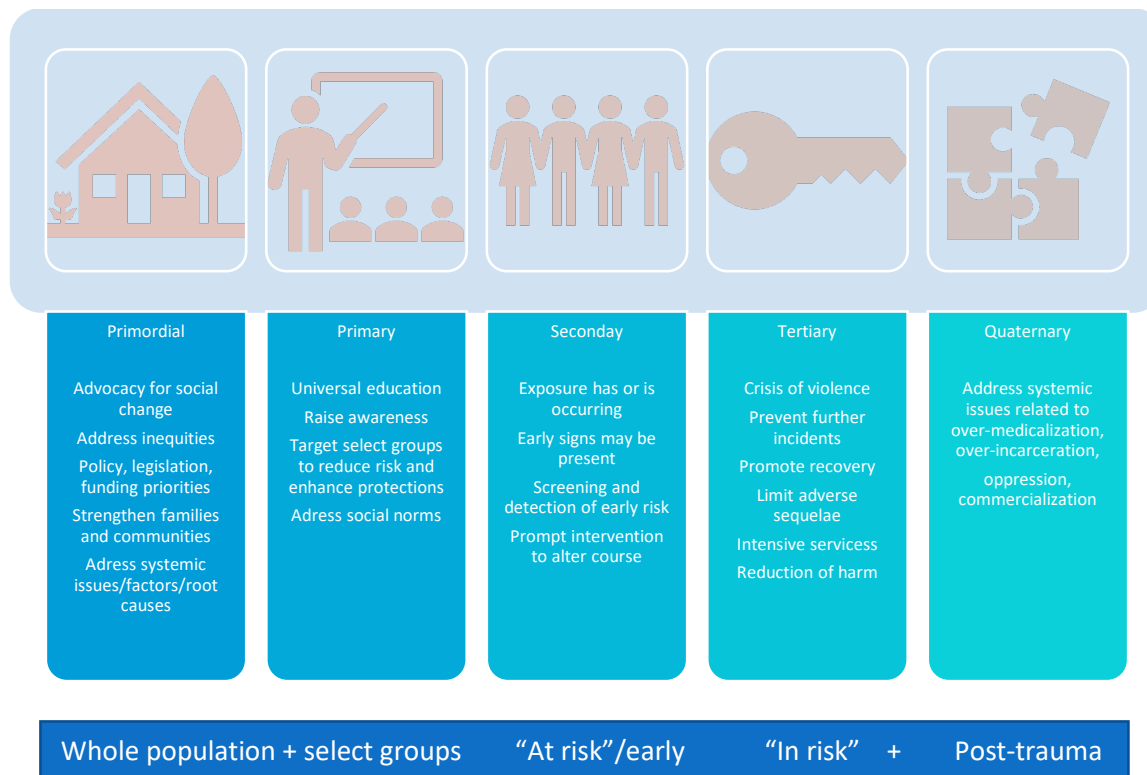 Primordial
Advocacy for social
change
Address inequities
Policy, legislation,
funding priorities
Strengthen families
and communities
Adress systemic
issues/factors/root
causes
Primary
Universal education
Raise awareness
Target select groups
to reduce risk and
enhance protections
Adress social norms
Seconday
Exposure has or is
occurring
Early signs may be
present
Screening and
detection of early risk
Prompt intervention
to alter course
Tertiary
Crisis of violence
Prevent further
incidents
Promote recovery
Limit adverse
sequelae
Intensive servicess
Reduction of harm
Quaternary
Address systemic
issues related to
over-medicalization,
over-incarceration,
oppression,
commercialization
Whole population + select groups “At risk”/early “In risk” + Post-trauma